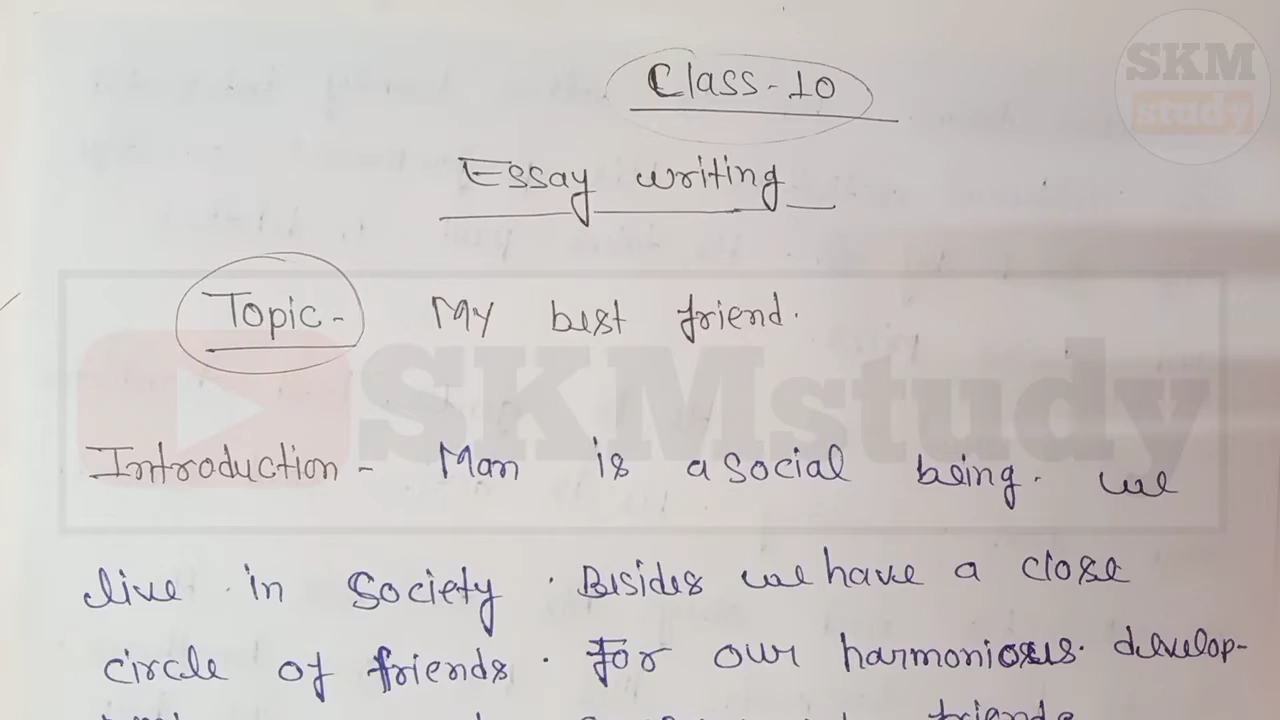 SKM
study
Class-10
Essay writing
Topic- My best friend.
SKMstudy
Introduction - Man is a social being. we
live in Society. Besides we have a close
circle of friends. For our harmonious develop-
friends